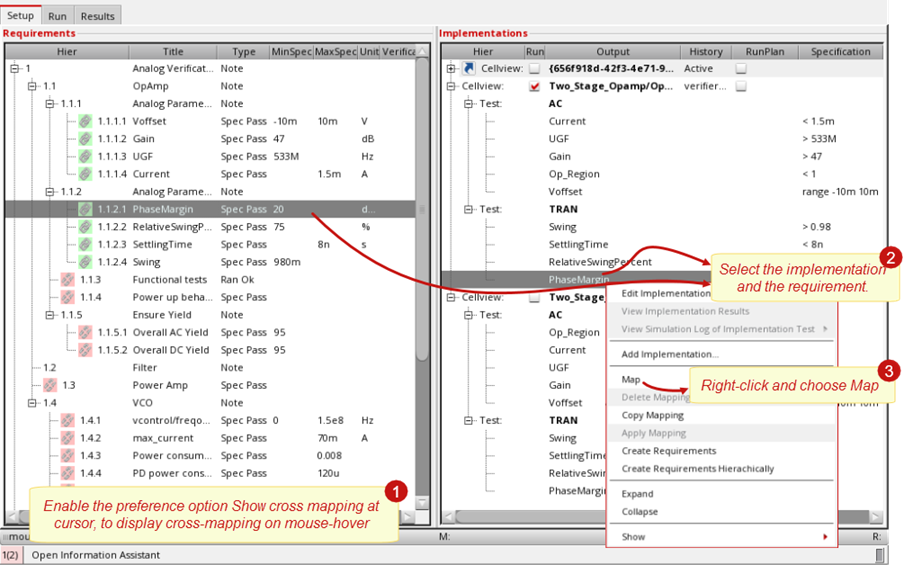 Setup Run Results
Requirements
Hier Title Type MinSpec MaxSpec Unit Verifica
1 Analog Verificat... Note
1.1 OpAmp Note
1.1.1 Analog Parame... Note
1.1.1.1 Voffset Spec Pass -10m 10m V
1.1.1.2 Gain Spec Pass 47 dB
1.1.1.3 UGF Spec Pass 533M Hz
1.1.1.4 Current Spec Pass 1.5m A
1.1.2 Analog Parame... Note
1.1.2.1 PhaseMargin Spec Pass 20 d...
1.1.2.2 RelativeSwingP... Spec Pass 75 %
1.1.2.3 SettlingTime Spec Pass 8n s
1.1.2.4 Swing Spec Pass 980m
1.1.3 Functional tests Ran Ok
1.1.4 Power up beha... Spec Pass
1.1.5 Ensure Yield Note
1.1.5.1 Overall AC Yield Spec Pass 95
1.1.5.2 Overall DC Yield Spec Pass 95
1.2 Filter Note
1.3 Power Amp Spec Pass
1.4 VCO Note
1.4.1 vcontrol/freqo... Spec Pass 0 1.5e8 Hz
1.4.2 max_current Spec Pass 70m A
1.4.3 Power consum... Spec Pass 0.008
1.4.4 PD power cons... Spec Pass 120u
1
Enable the preference option Show cross mapping at
cursor, to display cross-mapping on mouse-hover
Implementations
Hier Run Output History RunPlan Specification
Cellview: {656f918d-42f3-4e71-9... Active
Cellview: Two_Stage_Opamp/Op... verifier...
Test: AC
Current < 1.5m
UGF > 533M
Gain > 47
Op_Region < 1
Voffset range -10m 10m
Test: TRAN
Swing > 0.98
SettlingTime < 8n
RelativeSwingPercent
PhaseMargin
Cellview: Two_Stag
Test: AC
Op_Region
Current
UGF
Gain
Voffset 10m
Test: TRAN
Swing
SettlingTime
RelativeSwi
PhaseMargi
2
Select the implementation
and the requirement.
Edit Implementation
View Implementation Results
View Simulation Log of Implementation Test
Add Implementation...
Map
Delete Mapping
Copy Mapping
Apply Mapping
Create Requirements
Create Requirements Hierachically
Expand
Collapse
Show
3
Right-click and choose Map
mou M: R:
1(2) Open Information Assistant